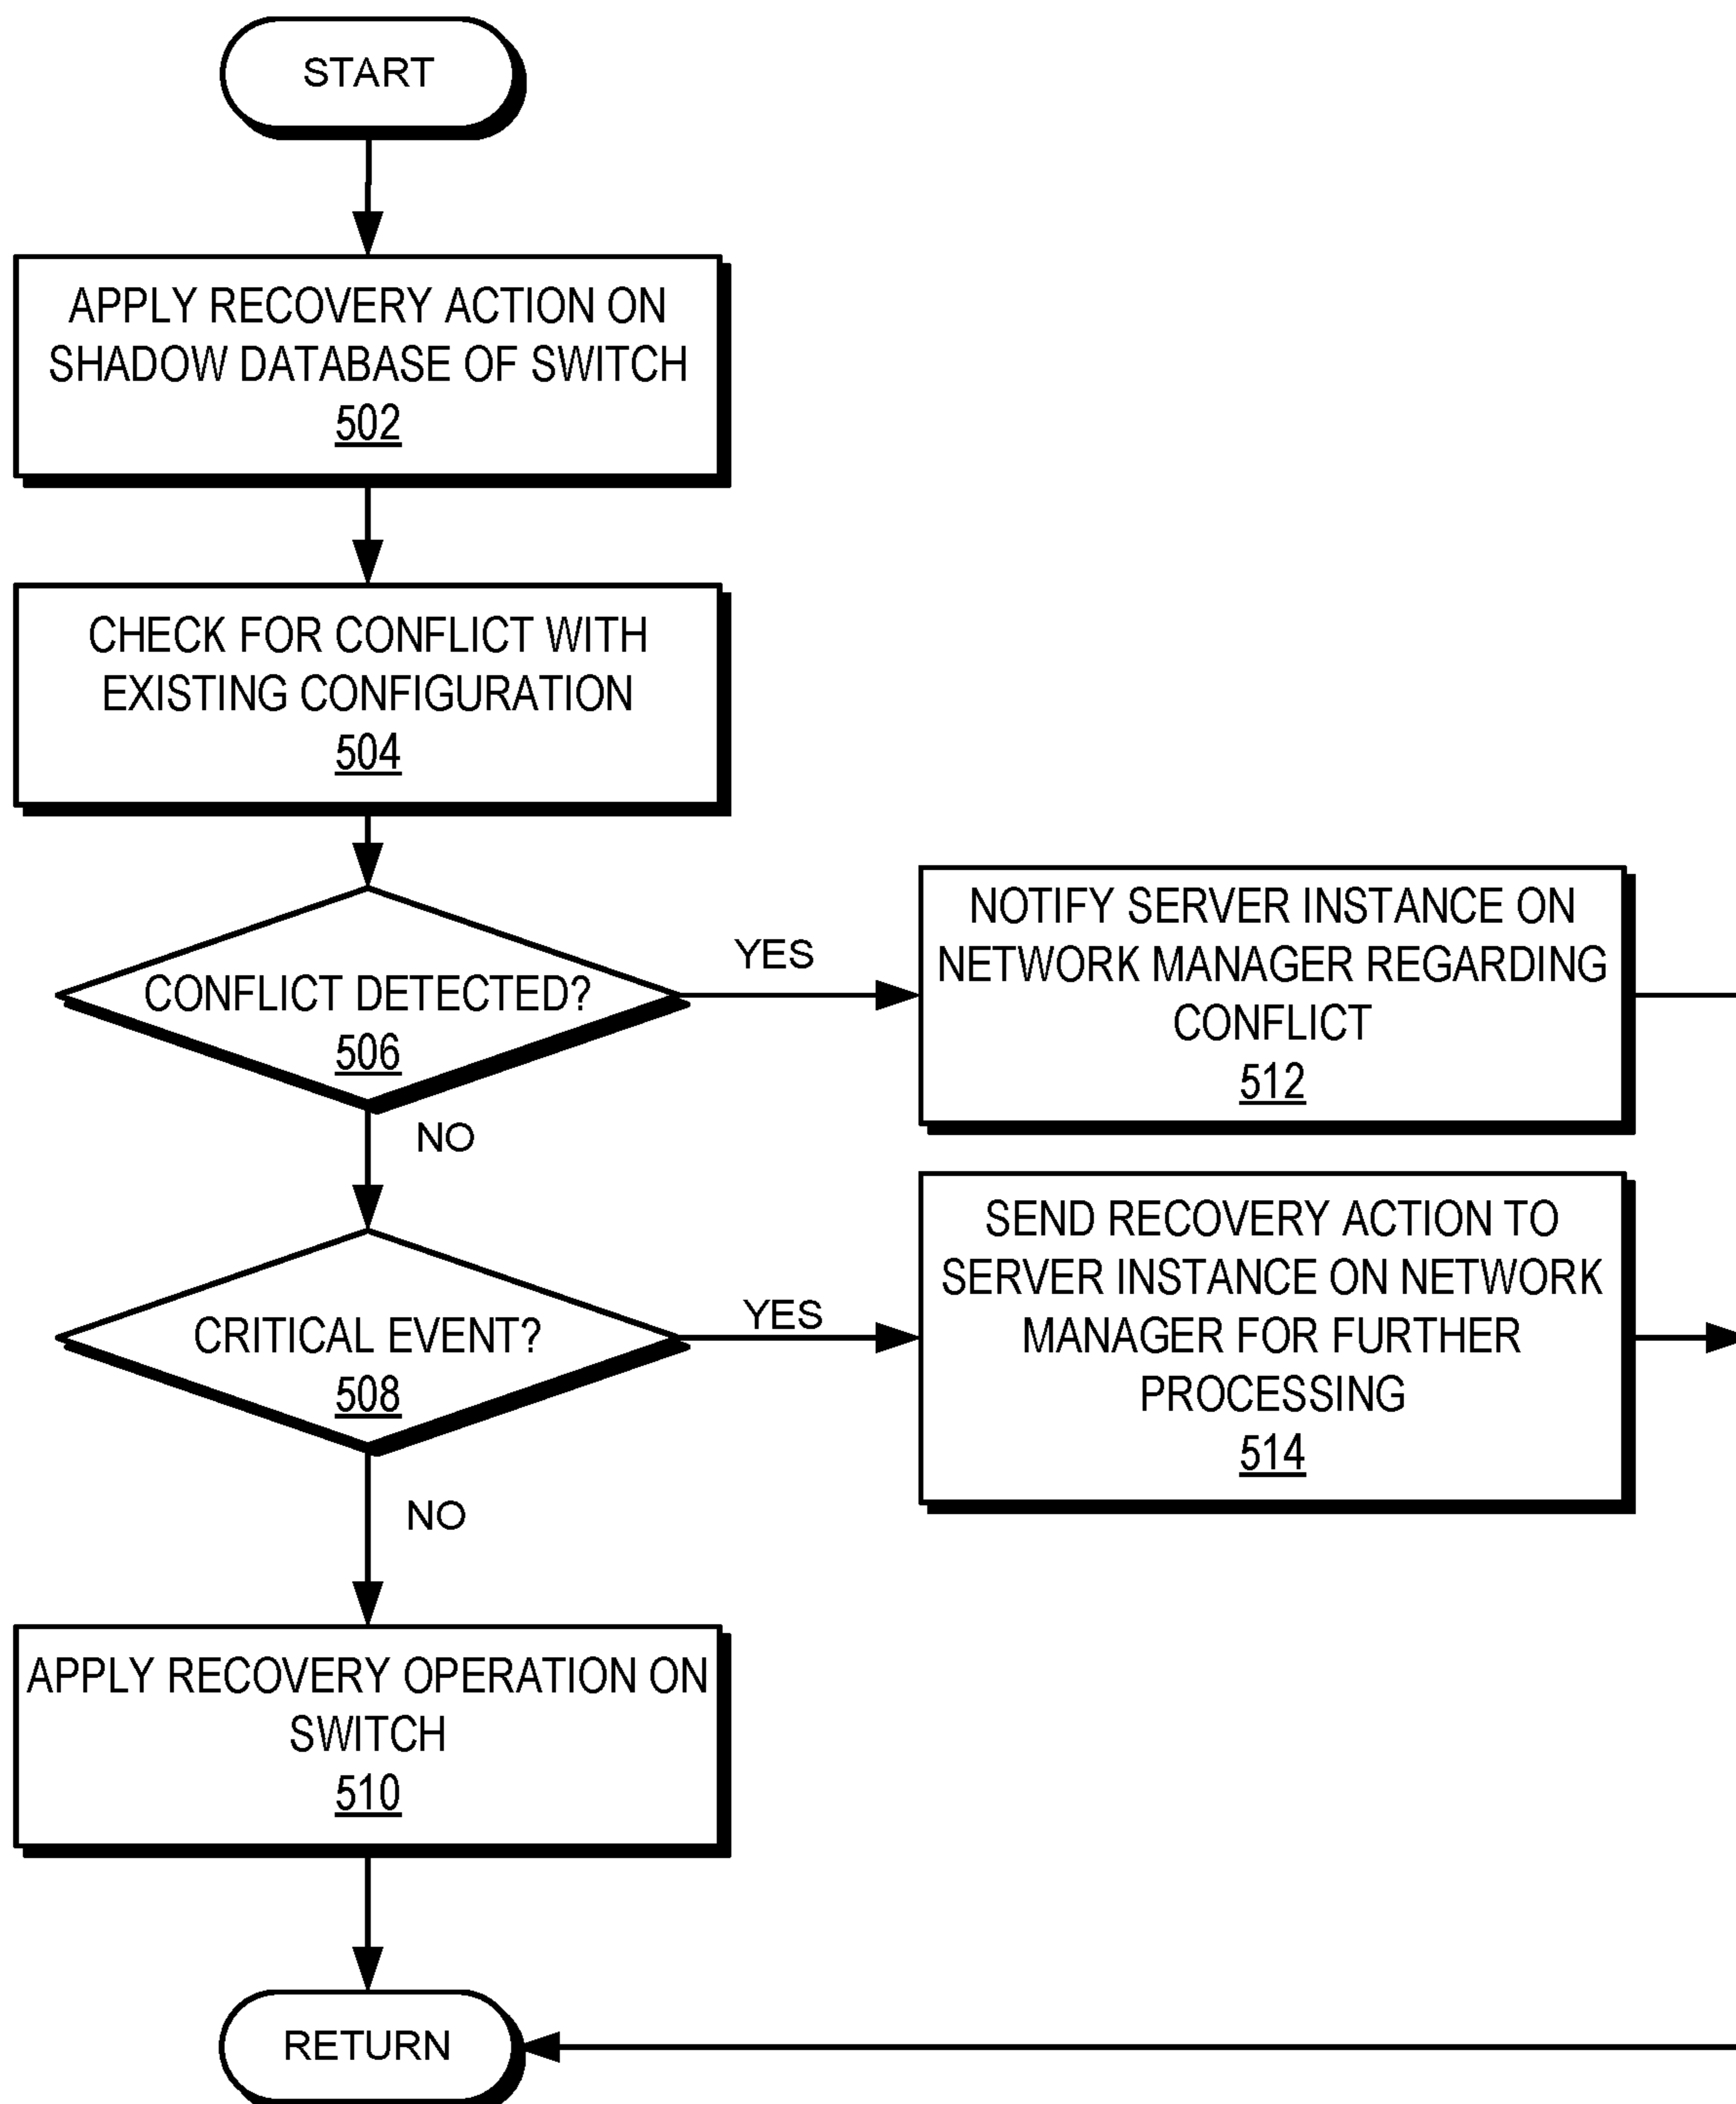 START
APPLY RECOVERY ACTION ON
SHADOW DATABASE OF SWITCH
502
CHECK FOR CONFLICT WITH
EXISTING CONFIGURATION
504
CONFLICT DETECTED?
506
YES
NO
NOTIFY SERVER INSTANCE ON
NETWORK MANAGER REGARDING
CONFLICT
512
CRITICAL EVENT?
508
YES
NO
SEND RECOVERY ACTION TO
SERVER INSTANCE ON NETWORK
MANAGER FOR FURTHER
PROCESSING
514
APPLY RECOVERY OPERATION ON
SWITCH
510
RETURN